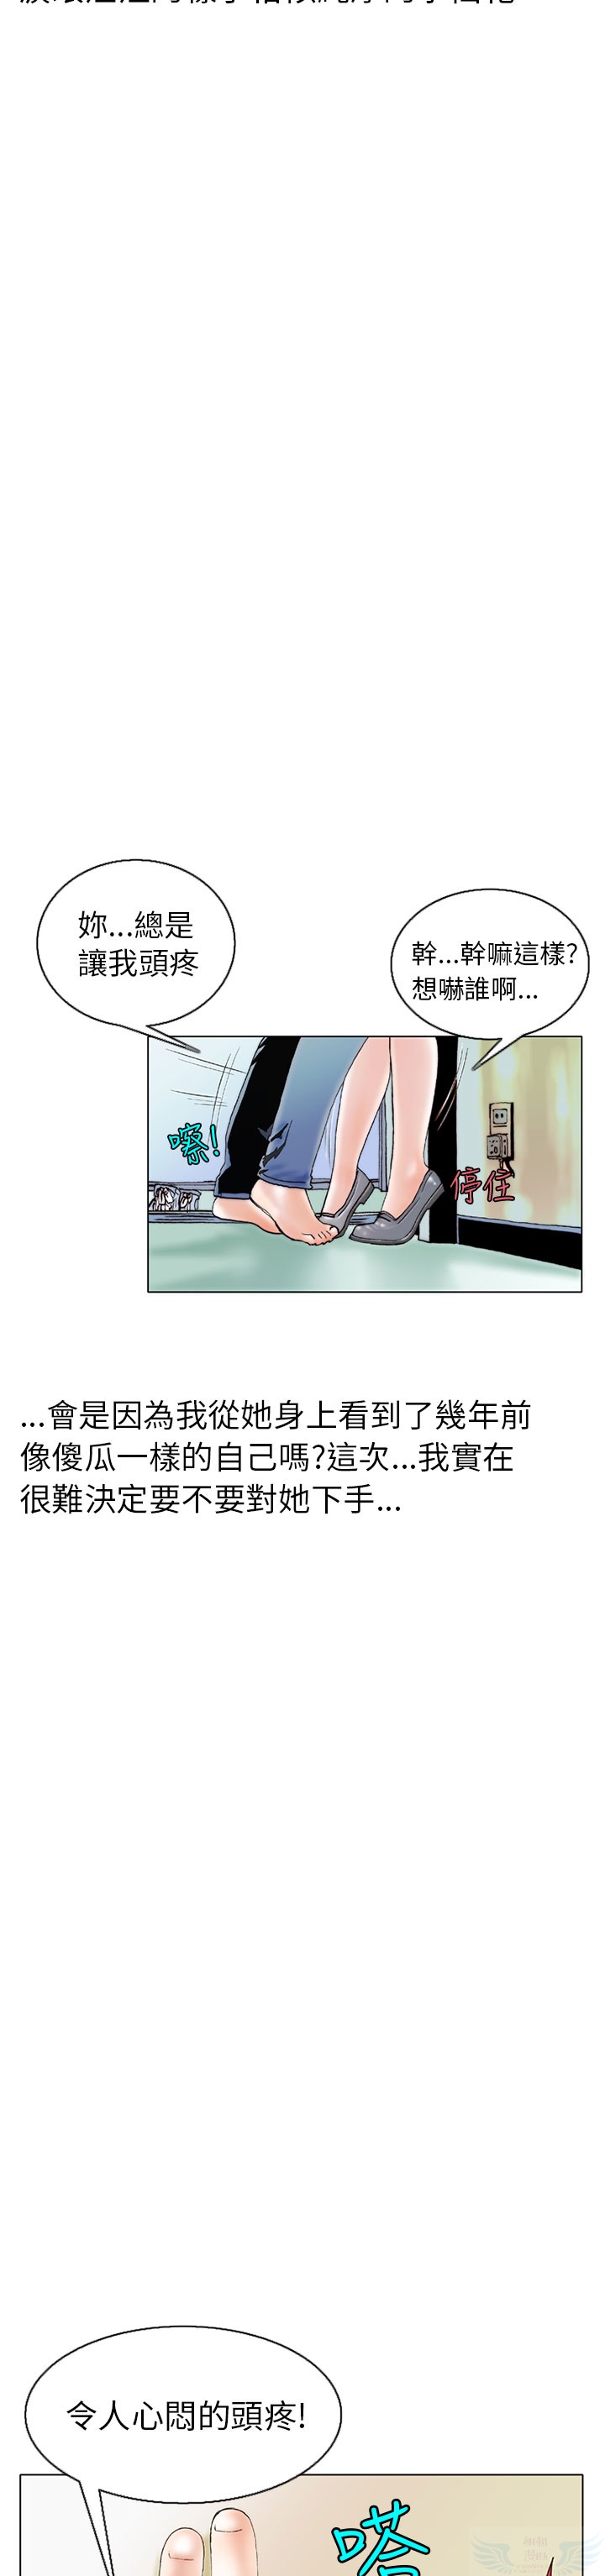 妳...總是
讓我頭疼
幹...幹嘛這樣?
想嚇誰啊...
嚓!
停住
...會是因為我從她身上看到了幾年前
像傻瓜一樣的自己嗎?這次...我實在
很難決定要不要對她下手...
令人心悶的頭疼!
嗒